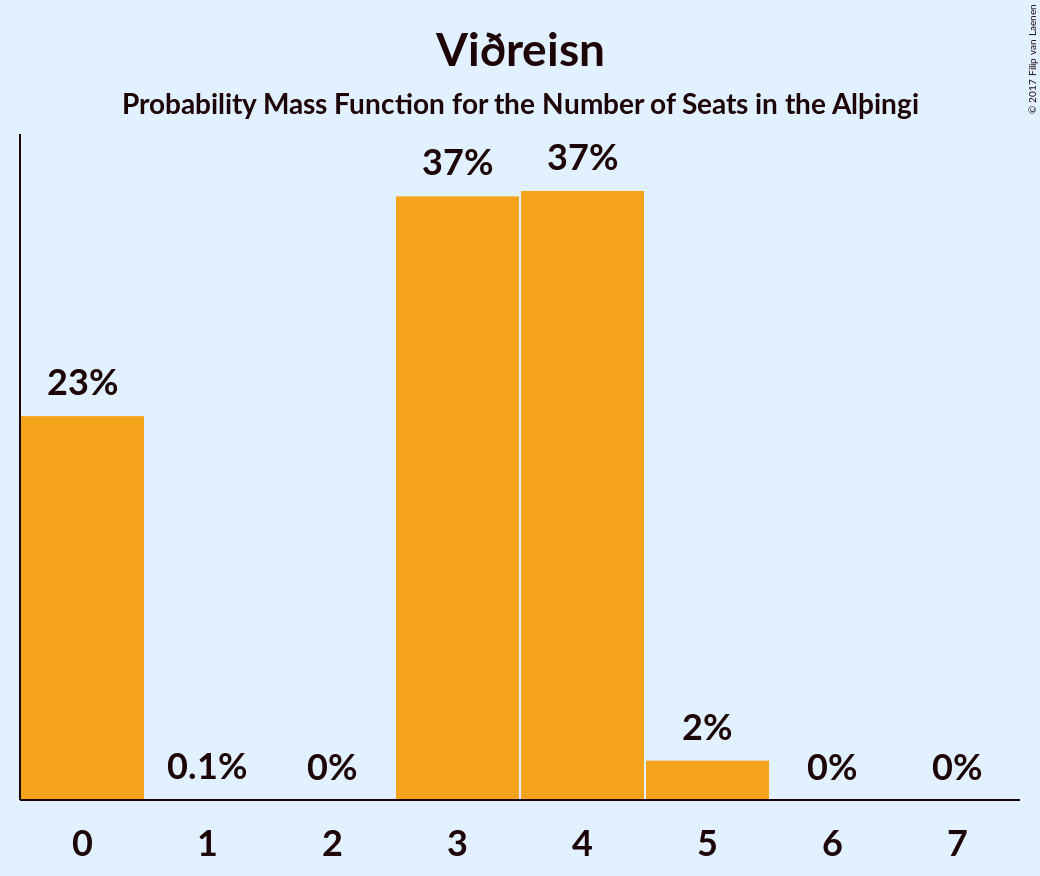 Viðreisn
Probability Mass Function for the Number of Seats in the Alþingi
© 2017 Filip van Laenen
37%
37%
23%
2%
0.1%
0%
0%
0%
0 1 2 3 4 5 6 7